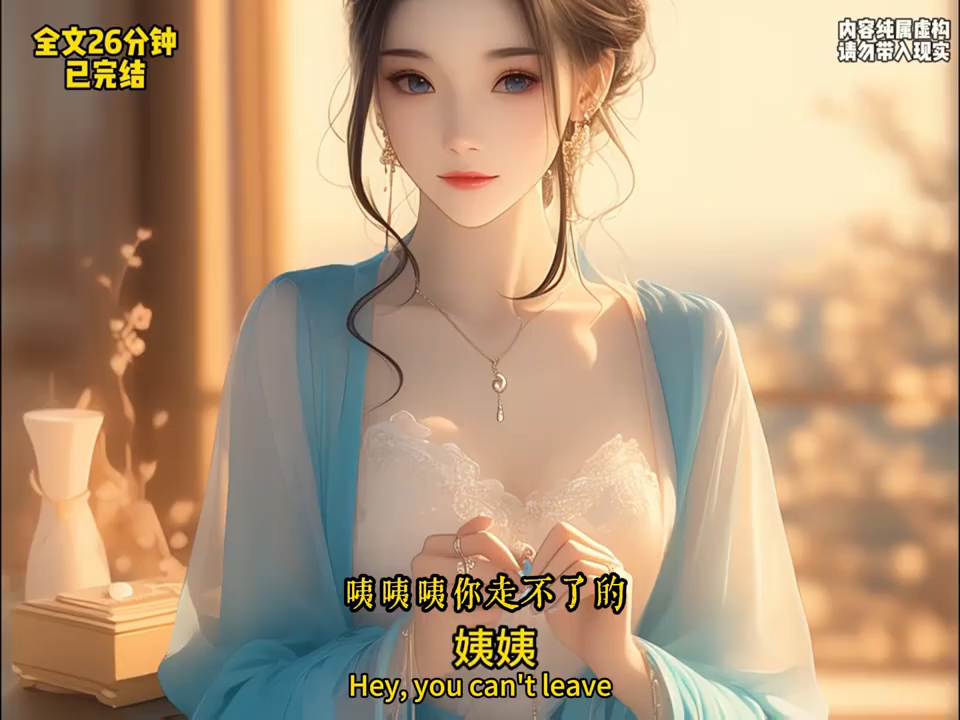 全文26分钟
已完结
内容纯属虚构
请勿带入现实
咦咦咦你走不了的
姨姨
Hey, you can't leave